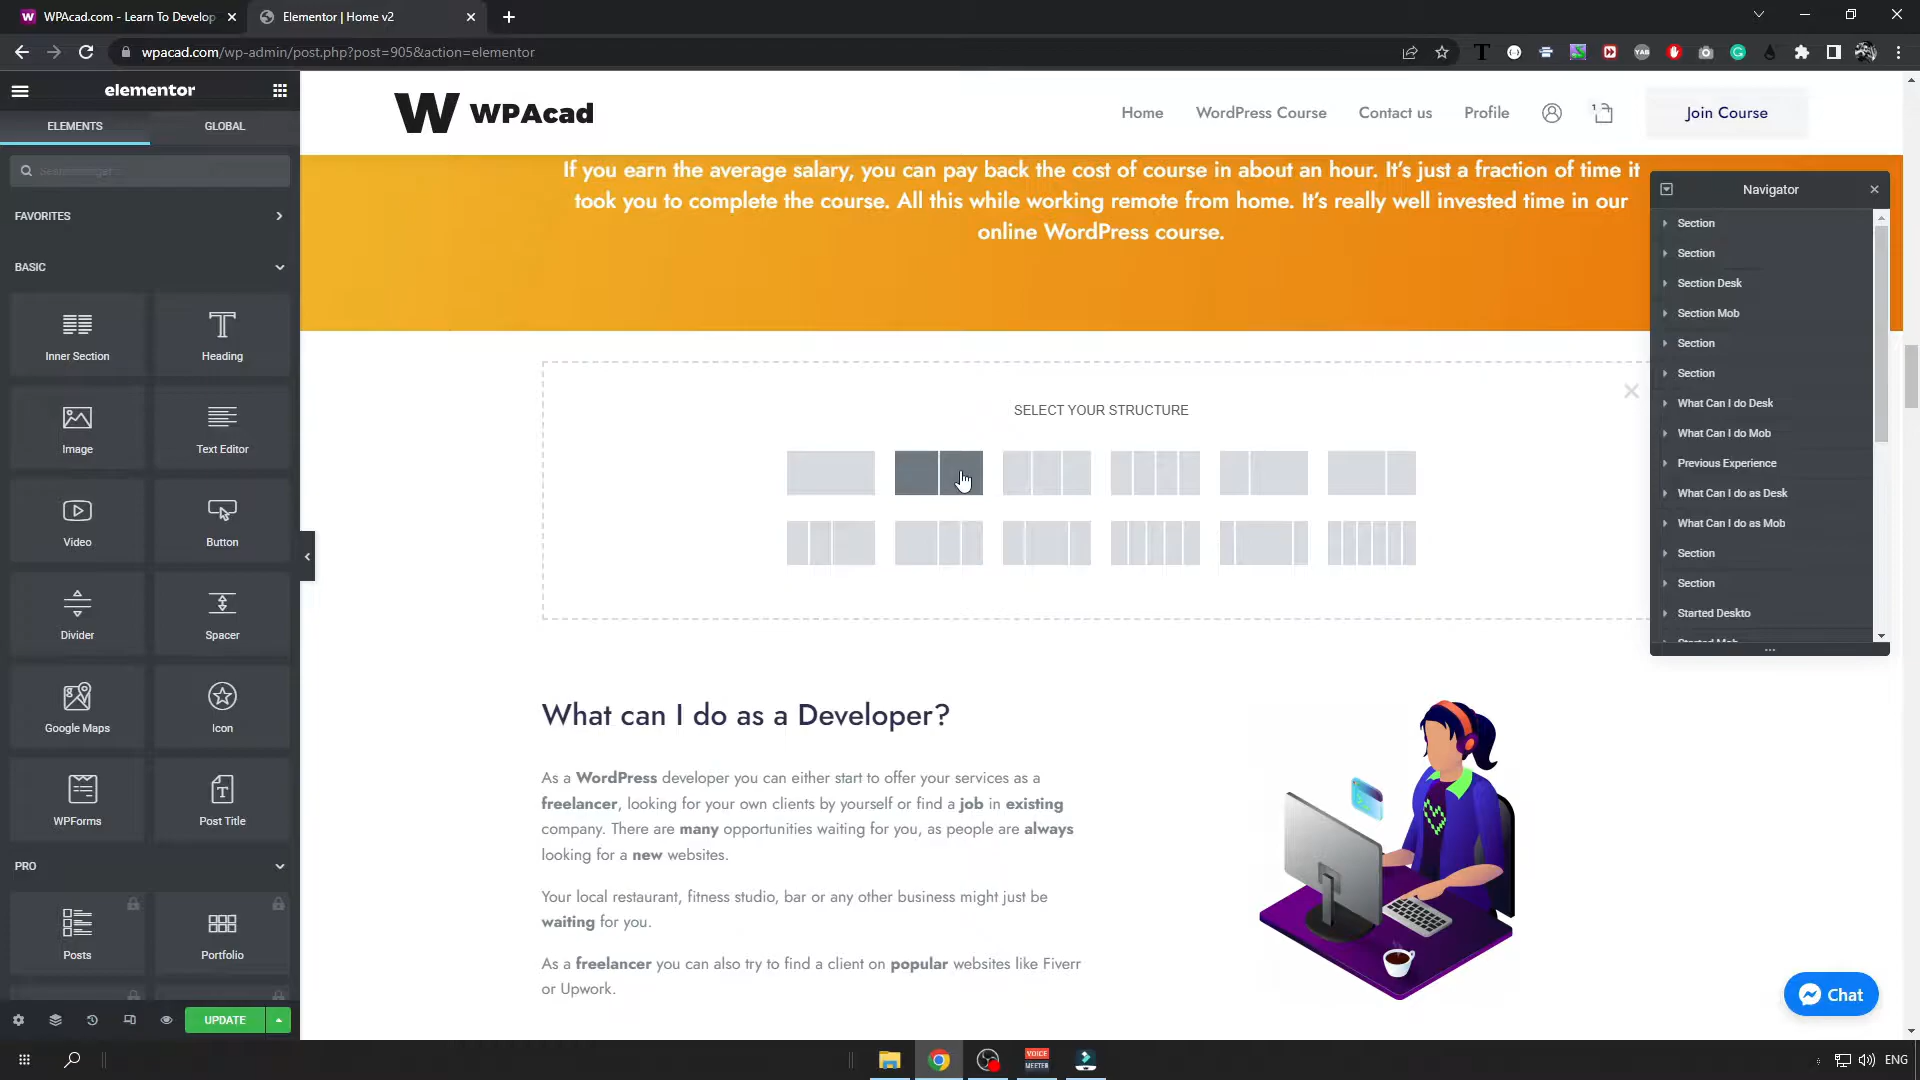 WPAcad.com - Learn To Develop
Elementor | Home v2
wpacad.com/wp-admin/post.php?post=905&action=elementor
elementor
ELEMENTS
GLOBAL
FAVORITES
BASIC
Inner Section
Heading
Image
Text Editor
Video
Button
Divider
Spacer
Google Maps
Icon
WPForms
Post Title
PRO
Posts
Portfolio
UPDATE
W WPAcad
Home
WordPress Course
Contact us
Profile
1
Join Course
If you earn the average salary, you can pay back the cost of course in about an hour. It's just a fraction of time it
took you to complete the course. All this while working remote from home. It's really well invested time in our
online WordPress course.
SELECT YOUR STRUCTURE
What can I do as a Developer?
As a WordPress developer you can either start to offer your services as a
freelancer, looking for your own clients by yourself or find a job in existing
company. There are many opportunities waiting for you, as people are always
looking for a new websites.
Your local restaurant, fitness studio, bar or any other business might just be
waiting for you.
As a freelancer you can also try to find a client on popular websites like Fiverr
or Upwork.
Navigator
Section
Section
Section Desk
Section Mob
Section
Section
What Can I do Desk
What Can I do Mob
Previous Experience
What Can I do as Desk
What Can I do as Mob
Section
Section
Started Deskto
Started Mob
Chat
VOICE
MEETER
ENG